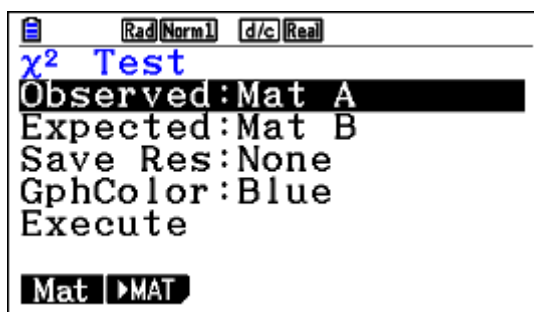 Rad Norm1 d/c Real
χ² Test
Observed:Mat A
Expected:Mat B
Save Res:None
GphColor:Blue
Execute
Mat ▶MAT